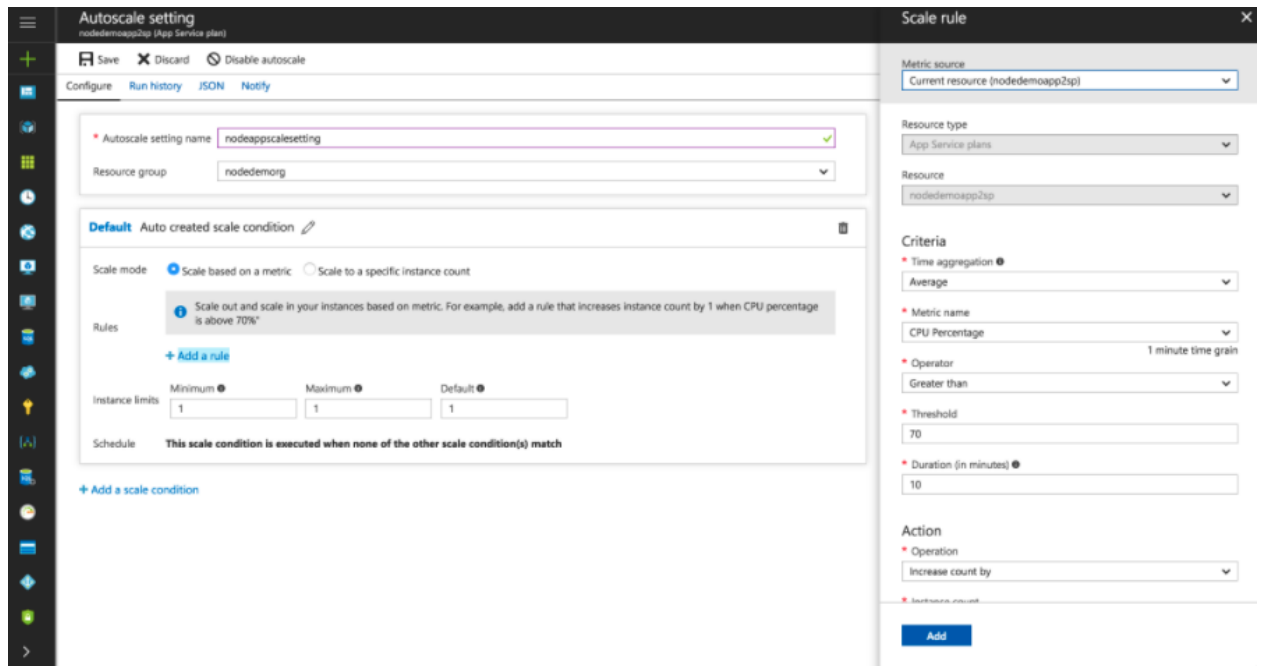 Autoscale setting
nodedemoapp2sp (App Service plan)
Save Discard Disable autoscale
Configure Run history JSON Notify
* Autoscale setting name nodeappscalesetting
Resource group nodedemorg
Default Auto created scale condition
Scale mode Scale based on a metric Scale to a specific instance count
Rules
Scale out and scale in your instances based on metric. For example, add a rule that increases instance count by 1 when CPU percentage
is above 70%"
+ Add a rule
Instance limits
Minimum Maximum Default
1 1 1
Schedule This scale condition is executed when none of the other scale condition(s) match
+ Add a scale condition
Scale rule
Metric source
Current resource (nodedemoapp2sp)
Resource type
App Service plans
Resource
nodedemoapp2sp
Criteria
* Time aggregation
Average
* Metric name
CPU Percentage
1 minute time grain
* Operator
Greater than
* Threshold
70
* Duration (in minutes)
10
Action
* Operation
Increase count by
* Instance count
Add